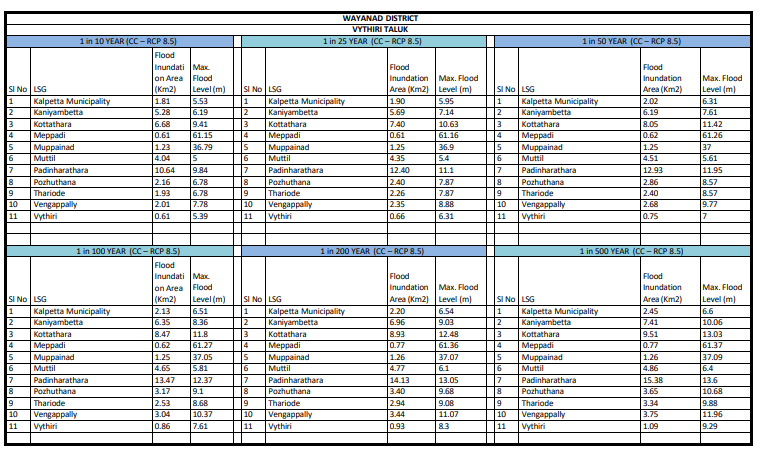 WAYANAD DISTRICT
VYTHIRI TALUK
1 in 10 YEAR (CC – RCP 8.5)
Sl No LSG Flood Inundati on Area (Km2) Max. Flood Level (m)
1 Kalpetta Municipality 1.81 5.53
2 Kaniyambetta 5.28 6.19
3 Kottathara 6.68 9.41
4 Meppadi 0.61 61.15
5 Muppainad 1.23 36.79
6 Muttil 4.04 5
7 Padinharathara 10.64 9.84
8 Pozhuthana 2.16 6.78
9 Thariode 1.93 6.78
10 Vengappally 2.01 7.78
11 Vythiri 0.61 5.39
1 in 25 YEAR (CC – RCP 8.5)
Sl No LSG Flood Inundation Area (Km2) Max. Flood Level (m)
1 Kalpetta Municipality 1.90 5.95
2 Kaniyambetta 5.69 7.14
3 Kottathara 7.40 10.63
4 Meppadi 0.61 61.16
5 Muppainad 1.25 36.9
6 Muttil 4.35 5.4
7 Padinharathara 12.40 11.1
8 Pozhuthana 2.40 7.87
9 Thariode 2.26 7.87
10 Vengappally 2.35 8.88
11 Vythiri 0.66 6.31
1 in 50 YEAR (CC – RCP 8.5)
Sl No LSG Flood Inundation Area (Km2) Max. Flood Level (m)
1 Kalpetta Municipality 2.02 6.31
2 Kaniyambetta 6.19 7.61
3 Kottathara 8.05 11.42
4 Meppadi 0.62 61.26
5 Muppainad 1.25 37
6 Muttil 4.51 5.61
7 Padinharathara 12.93 11.95
8 Pozhuthana 2.86 8.57
9 Thariode 2.40 8.57
10 Vengappally 2.68 9.77
11 Vythiri 0.75 7
1 in 100 YEAR (CC – RCP 8.5)
Sl No LSG Flood Inundati on Area (Km2) Max. Flood Level (m)
1 Kalpetta Municipality 2.13 6.51
2 Kaniyambetta 6.35 8.36
3 Kottathara 8.47 11.8
4 Meppadi 0.62 61.27
5 Muppainad 1.25 37.05
6 Muttil 4.65 5.81
7 Padinharathara 13.47 12.37
8 Pozhuthana 3.17 9.1
9 Thariode 2.53 8.68
10 Vengappally 3.04 10.37
11 Vythiri 0.86 7.61
1 in 200 YEAR (CC – RCP 8.5)
Sl No LSG Flood Inundation Area (Km2) Max. Flood Level (m)
1 Kalpetta Municipality 2.20 6.54
2 Kaniyambetta 6.96 9.03
3 Kottathara 8.93 12.48
4 Meppadi 0.77 61.36
5 Muppainad 1.26 37.07
6 Muttil 4.77 6.1
7 Padinharathara 14.13 13.05
8 Pozhuthana 3.40 9.68
9 Thariode 2.94 9.08
10 Vengappally 3.44 11.07
11 Vythiri 0.93 8.3
1 in 500 YEAR (CC – RCP 8.5)
Sl No LSG Flood Inundation Area (Km2) Max. Flood Level (m)
1 Kalpetta Municipality 2.45 6.6
2 Kaniyambetta 7.41 10.06
3 Kottathara 9.51 13.03
4 Meppadi 0.77 61.37
5 Muppainad 1.26 37.09
6 Muttil 4.86 6.4
7 Padinharathara 15.38 13.6
8 Pozhuthana 3.65 10.68
9 Thariode 3.34 9.88
10 Vengappally 3.75 11.96
11 Vythiri 1.09 9.29